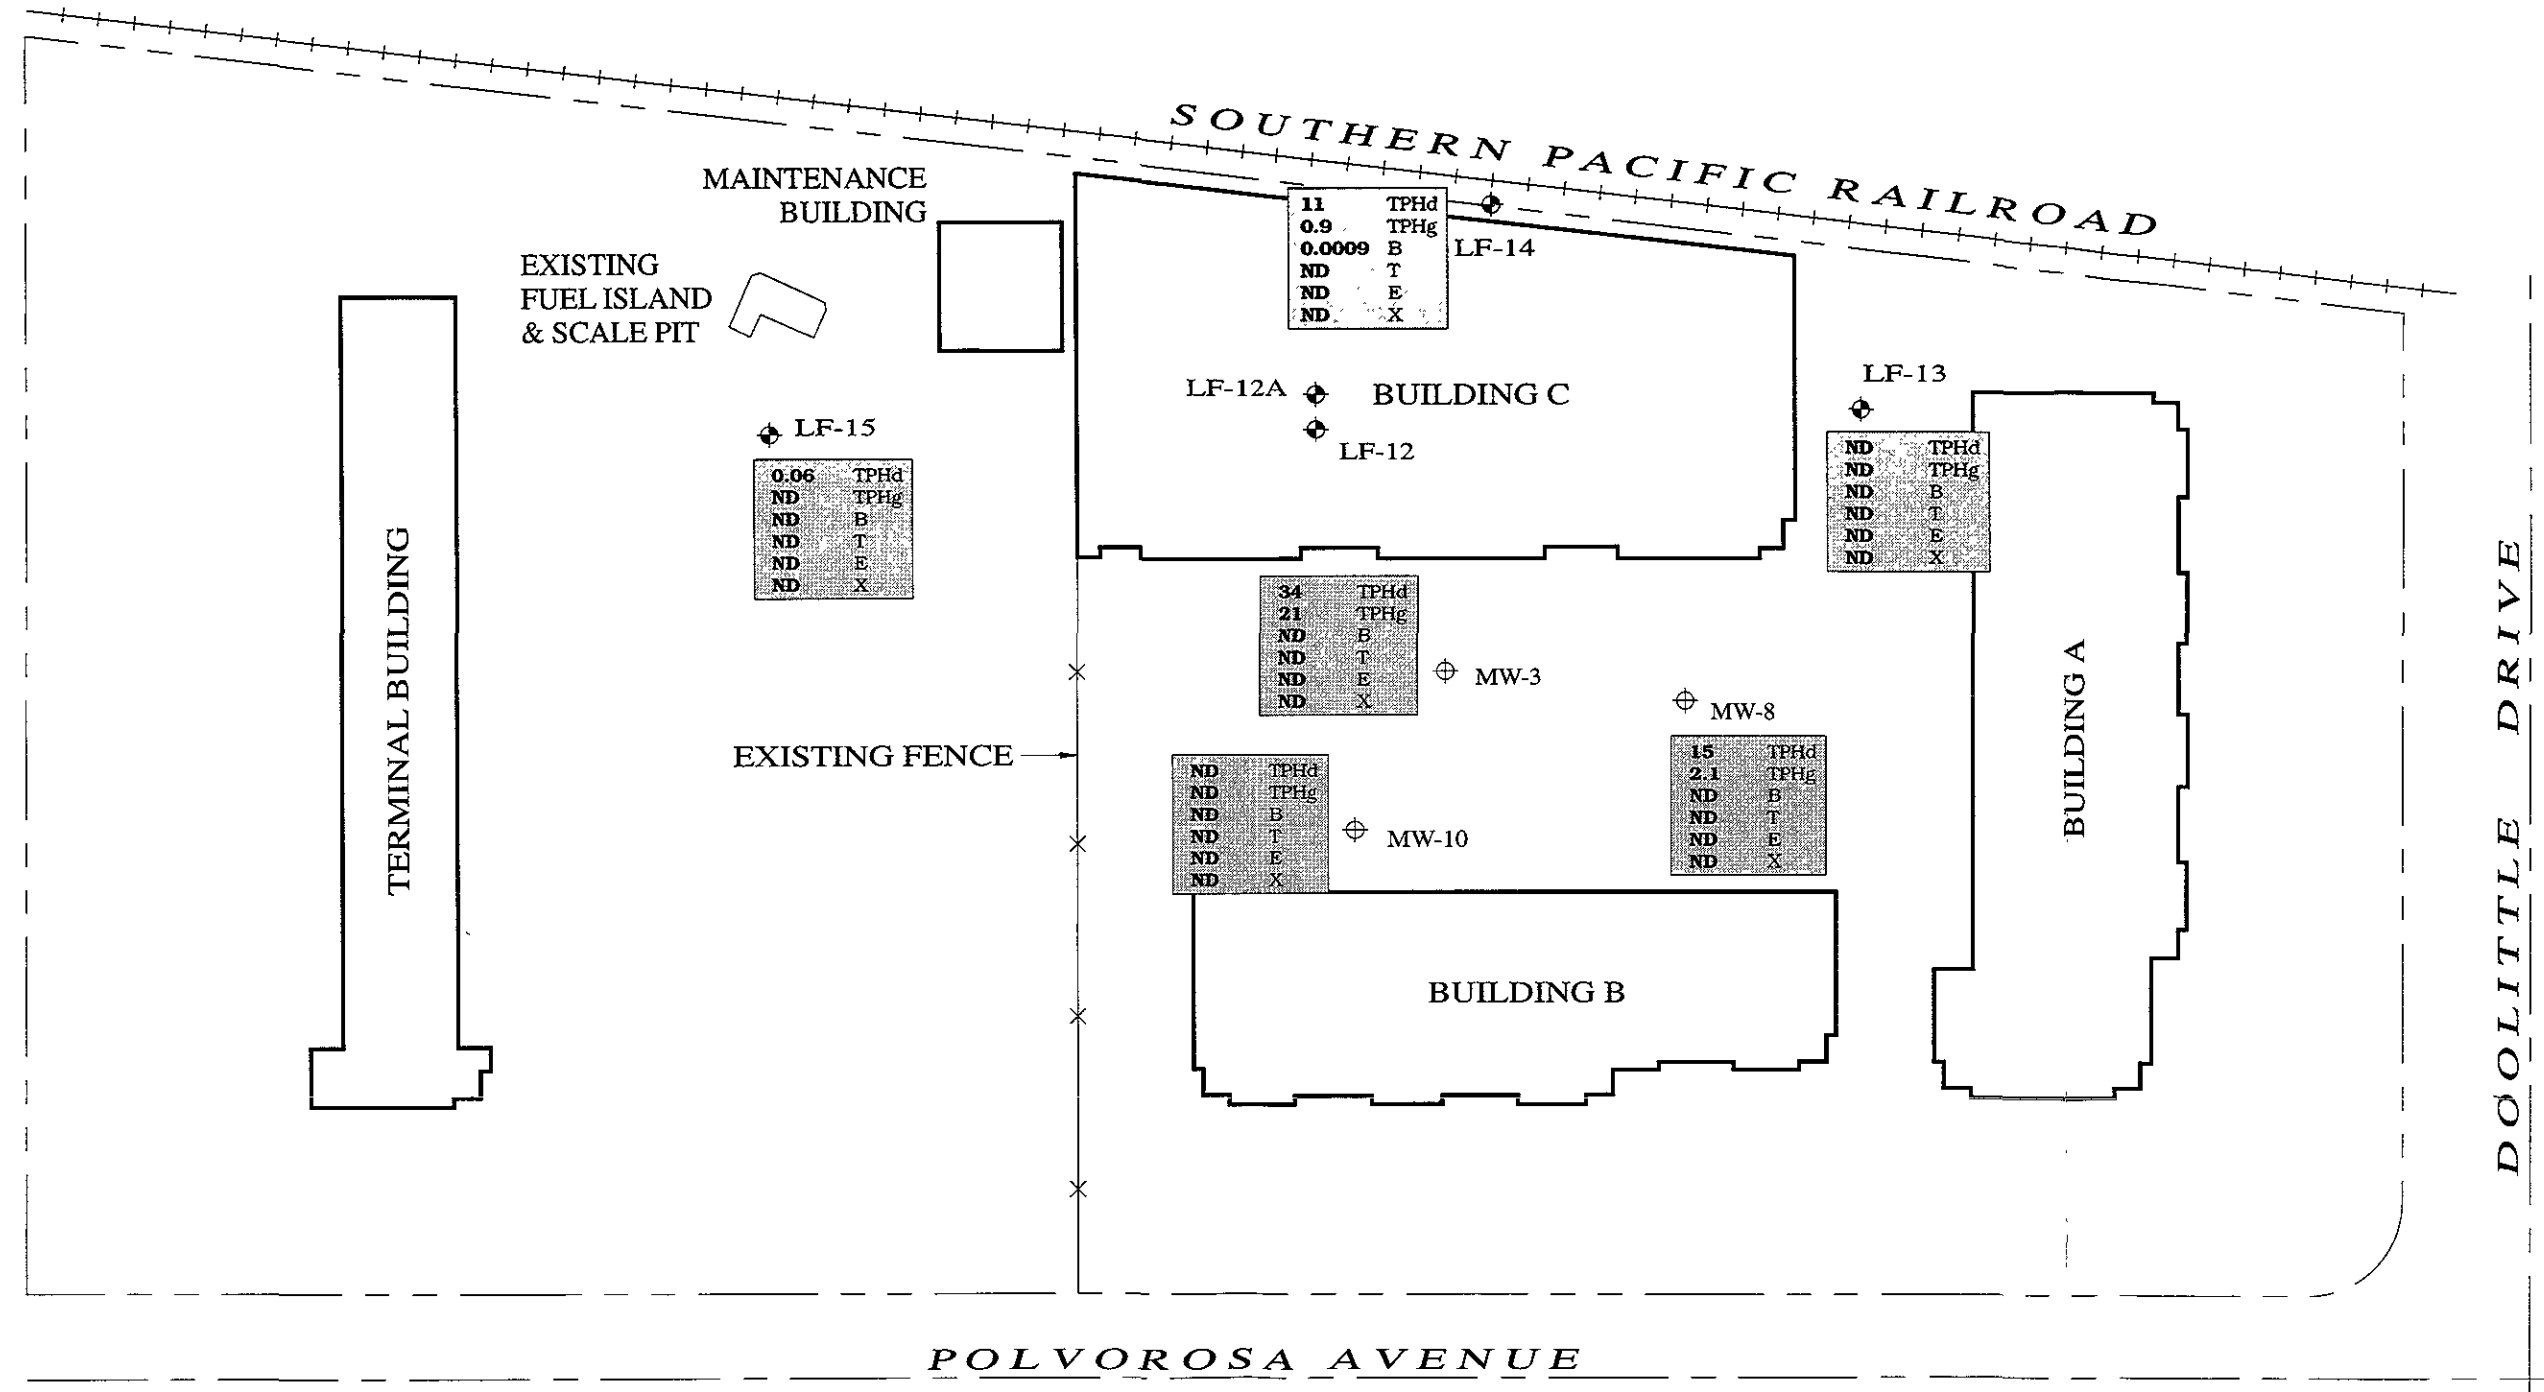 SOUTHERN PACIFIC RAILROAD
MAINTENANCE
BUILDING
EXISTING
FUEL ISLAND
& SCALE PIT
11 TPHd
0.9 TPHg
0.0009 B
ND T
ND E
ND X
LF-14
LF-12A
BUILDING C
LF-12
LF-13
ND TPHd
ND TPHg
ND B
ND T
ND E
ND X
LF-15
0.06 TPHd
ND TPHg
ND B
ND T
ND E
ND X
TERMINAL BUILDING
34 TPHd
21 TPHg
ND B
ND T
ND E
ND X
MW-3
MW-8
15 TPHd
2.1 TPHg
ND B
ND T
ND E
ND X
EXISTING FENCE
ND TPHd
ND TPHg
ND B
ND T
ND E
ND X
MW-10
BUILDING A
BUILDING B
DOOLITTLE DRIVE
POLVOROSA AVENUE